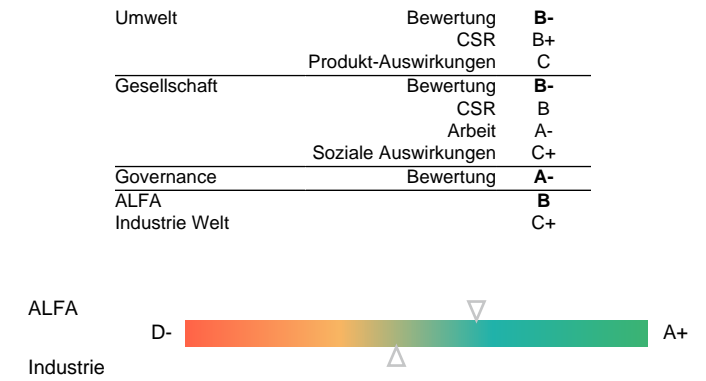 Umwelt Bewertung B-
CSR B+
Produkt-Auswirkungen C
Gesellschaft Bewertung B-
CSR B
Arbeit A-
Soziale Auswirkungen C+
Governance Bewertung A-
ALFA B
Industrie Welt C+
ALFA
D- A+
Industrie